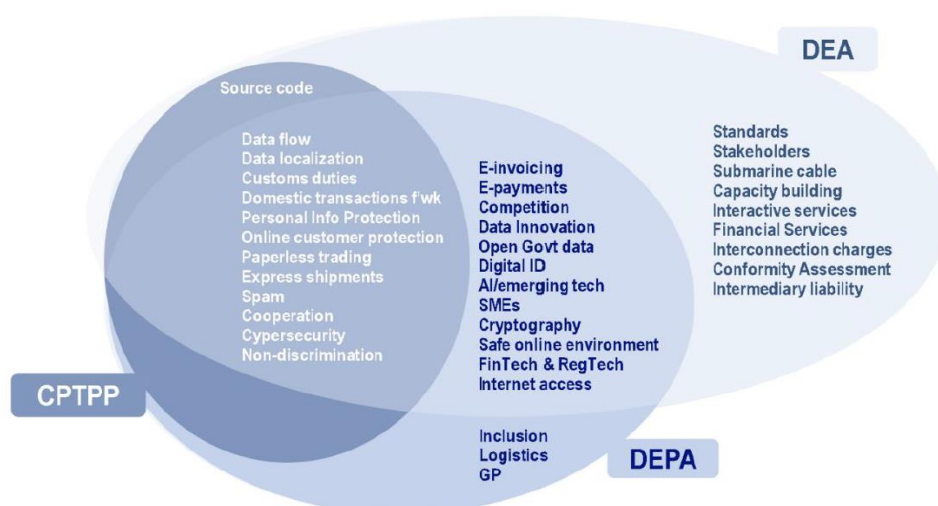 DEA
Source code
Data flow
Data localization
Customs duties
Domestic transactions f'wk
Personal Info Protection
Online customer protection
Paperless trading
Express shipments
Spam
Cooperation
Cypersecurity
Non-discrimination
E-invoicing
E-payments
Competition
Data Innovation
Open Govt data
Digital ID
AI/emerging tech
SMEs
Cryptography
Safe online environment
FinTech & RegTech
Internet access
Standards
Stakeholders
Submarine cable
Capacity building
Interactive services
Financial Services
Interconnection charges
Conformity Assessment
Intermediary liability
CPTPP
Inclusion
Logistics
GP
DEPA